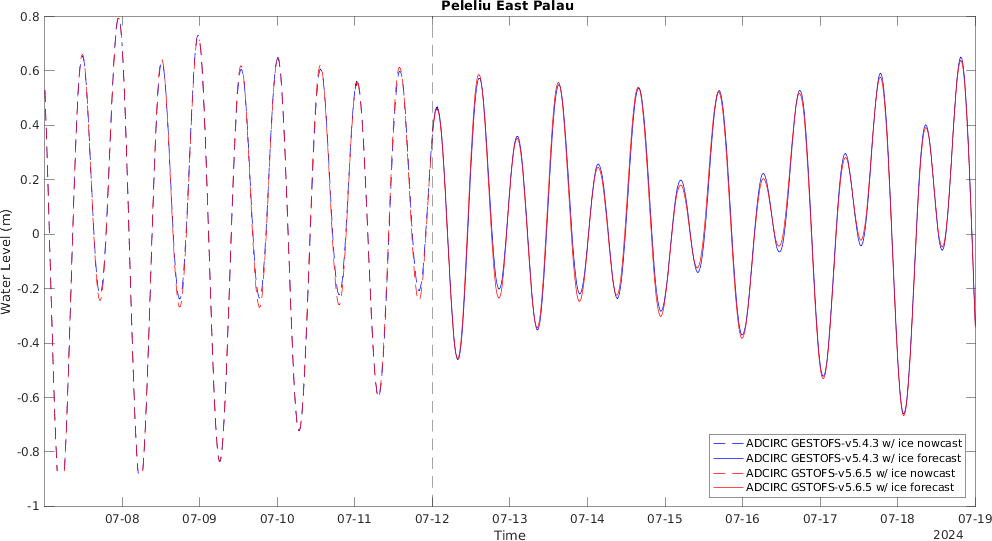 Peleliu East Palau
0.8
0.6
0.4
0.2
0
-0.2
-0.4
-0.6
-0.8
-1
Water Level (m)
07-08 07-09 07-10 07-11 07-12 07-13 07-14 07-15 07-16 07-17 07-18 07-19
Time
2024
ADCIRC GESTOFS-v5.4.3 w/ ice nowcast
ADCIRC GESTOFS-v5.4.3 w/ ice forecast
ADCIRC GSTOFS-v5.6.5 w/ ice nowcast
ADCIRC GSTOFS-v5.6.5 w/ ice forecast